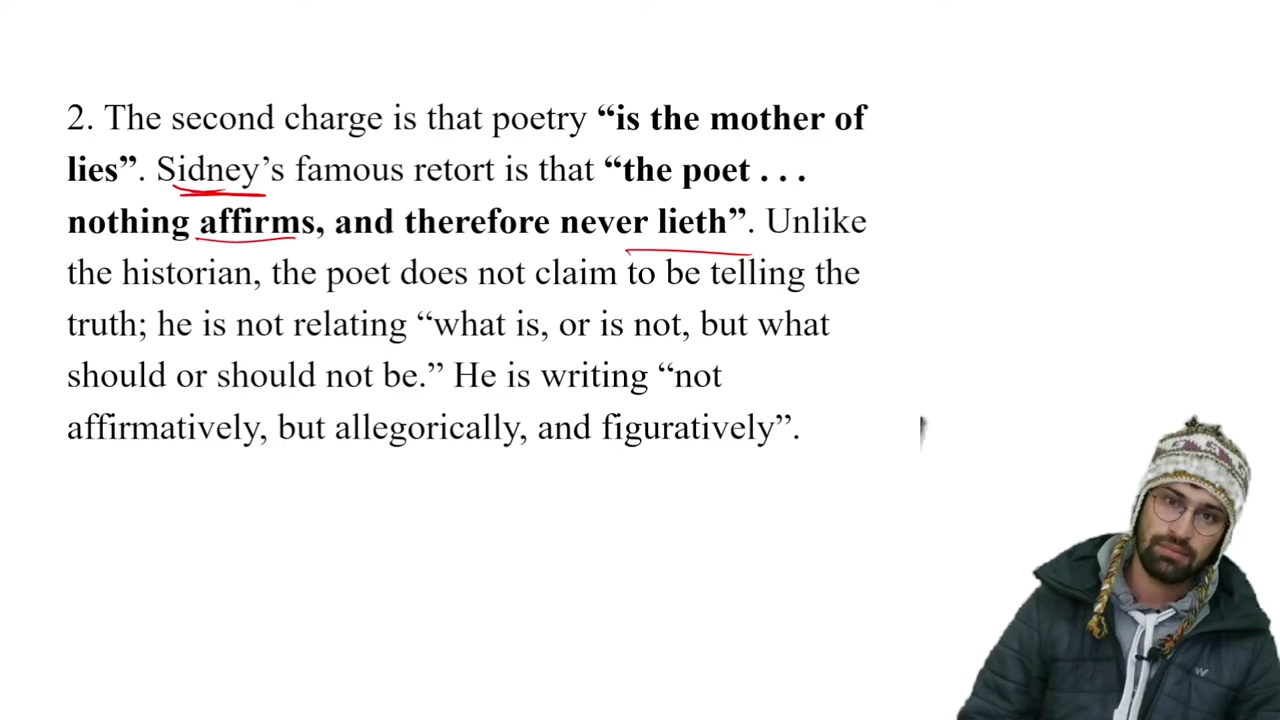 2. The second charge is that poetry “is the mother of
lies”. Sidney’s famous retort is that “the poet . . .
nothing affirms, and therefore never lieth”. Unlike
the historian, the poet does not claim to be telling the
truth; he is not relating “what is, or is not, but what
should or should not be.” He is writing “not
affirmatively, but allegorically, and figuratively”.